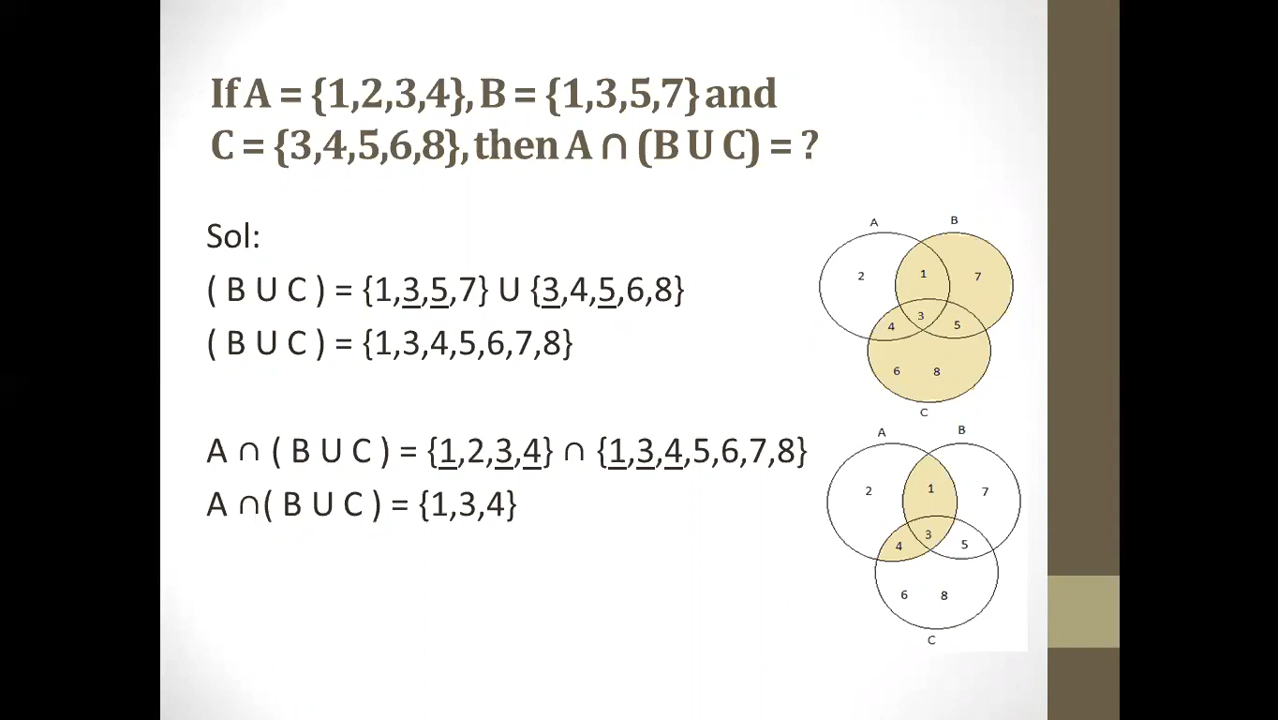 If A = {1,2,3,4}, B = {1,3,5,7} and
C = {3,4,5,6,8}, then A ∩ (B U C) = ?
Sol:
( B U C ) = {1,3,5,7} U {3,4,5,6,8}
( B U C ) = {1,3,4,5,6,7,8}
A ∩ ( B U C ) = {1,2,3,4} ∩ {1,3,4,5,6,7,8}
A ∩( B U C ) = {1,3,4}
A B
2 1 7
3
4 5
6 8
C
A B
2 1 7
3
4 5
6 8
C